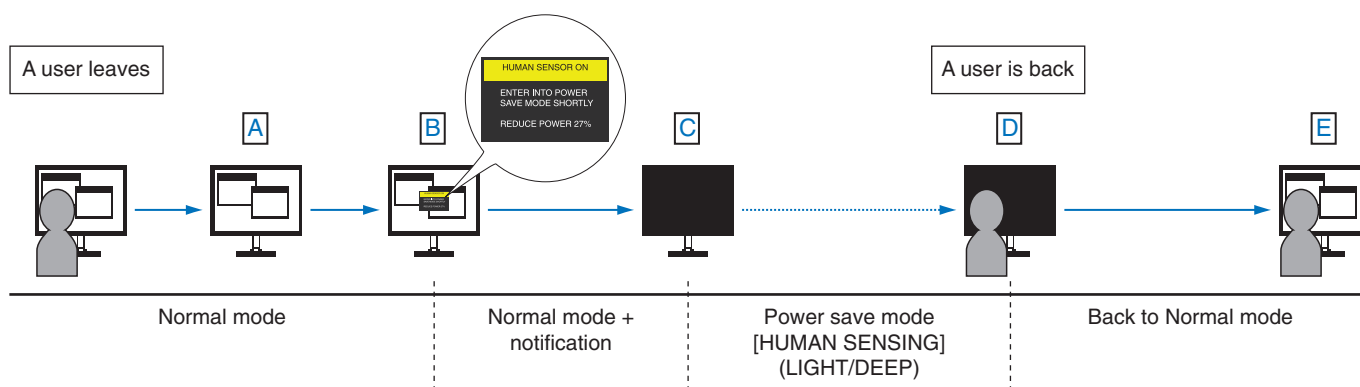 A user leaves
HUMAN SENSOR ON
ENTER INTO POWER
SAVE MODE SHORTLY
REDUCE POWER 27%
A user is back
A
B
C
D
E
Normal mode
Normal mode +
notification
Power save mode
[HUMAN SENSING]
(LIGHT/DEEP)
Back to Normal mode